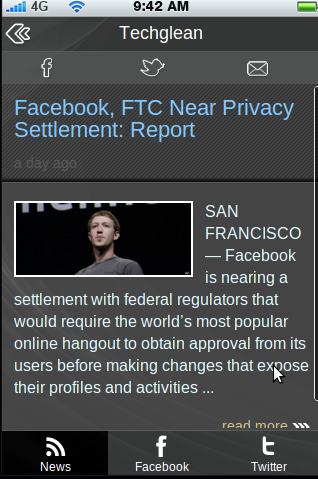 4G 9:42 AM
Techglean
Facebook, FTC Near Privacy
Settlement: Report
a day ago
SAN
FRANCISCO
— Facebook
is nearing a
settlement with federal regulators that
would require the world's most popular
online hangout to obtain approval from its
users before making changes that expose
their profiles and activities ...
read more
News Facebook Twitter